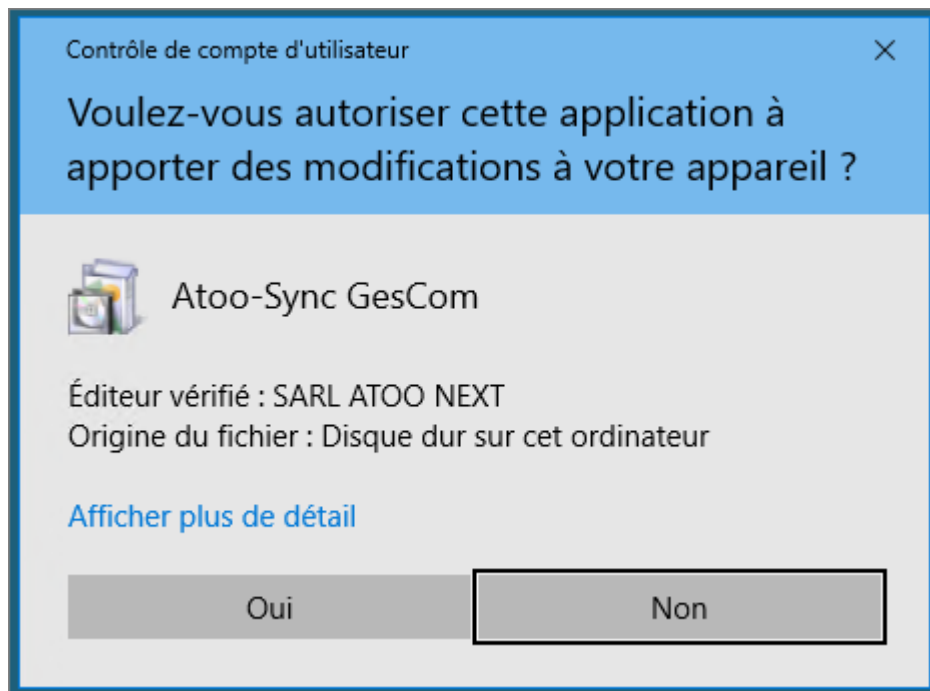 Contrôle de compte d'utilisateur
Voulez-vous autoriser cette application à
apporter des modifications à votre appareil ?
Atoo-Sync GesCom
Éditeur vérifié : SARL ATOO NEXT
Origine du fichier : Disque dur sur cet ordinateur
Afficher plus de détail
Oui
Non